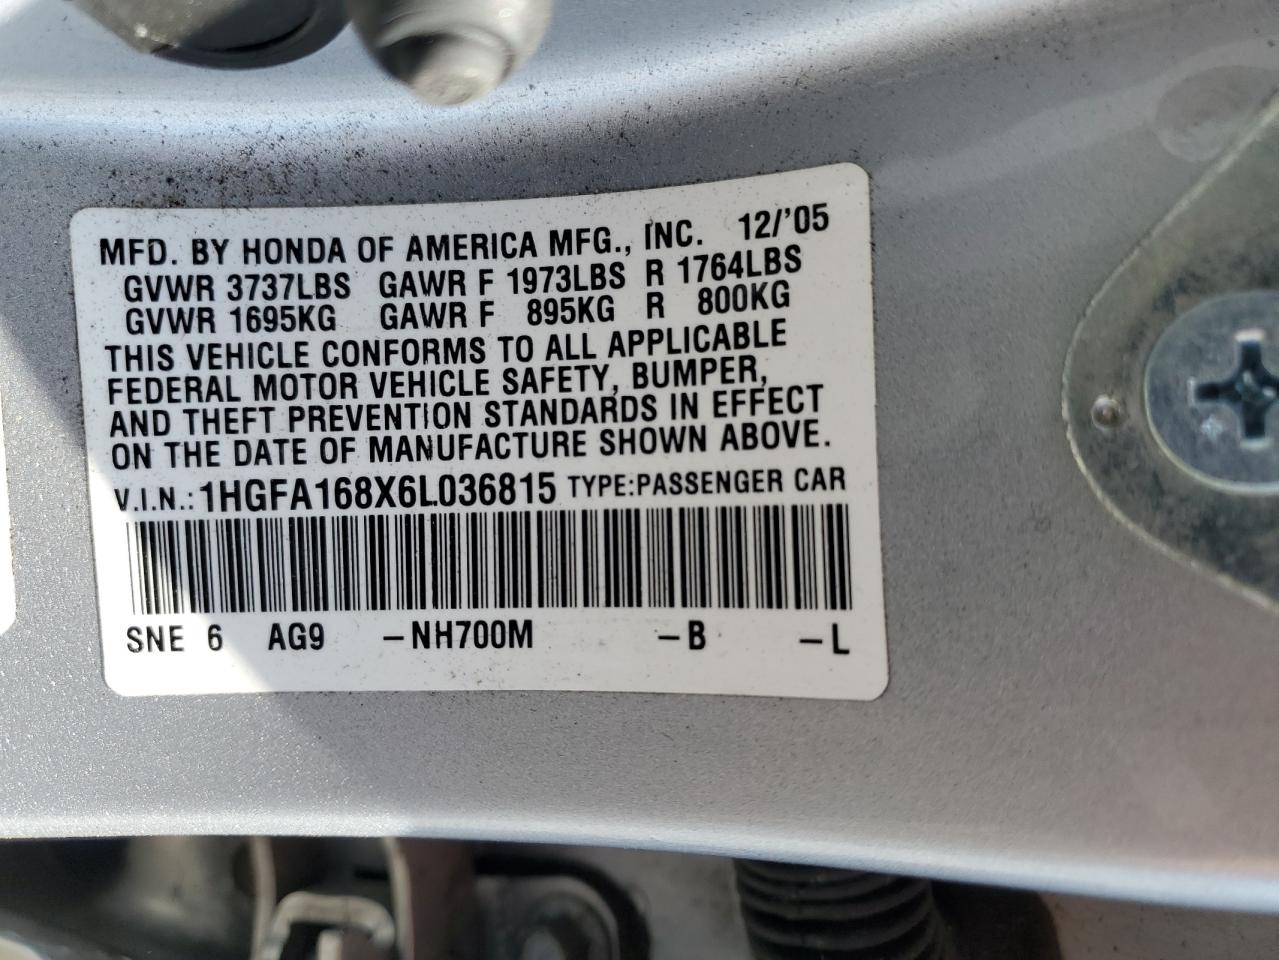 MFD. BY HONDA OF AMERICA MFG., INC. 12/'05
GVWR 3737LBS GAWR F 1973LBS R 1764LBS
GVWR 1695KG GAWR F 895KG R 800KG
THIS VEHICLE CONFORMS TO ALL APPLICABLE
FEDERAL MOTOR VEHICLE SAFETY, BUMPER,
AND THEFT PREVENTION STANDARDS IN EFFECT
ON THE DATE OF MANUFACTURE SHOWN ABOVE.
V.I.N.: 1HGFA168X6L036815 TYPE:PASSENGER CAR
SNE 6 AG9 -NH700M -B -L